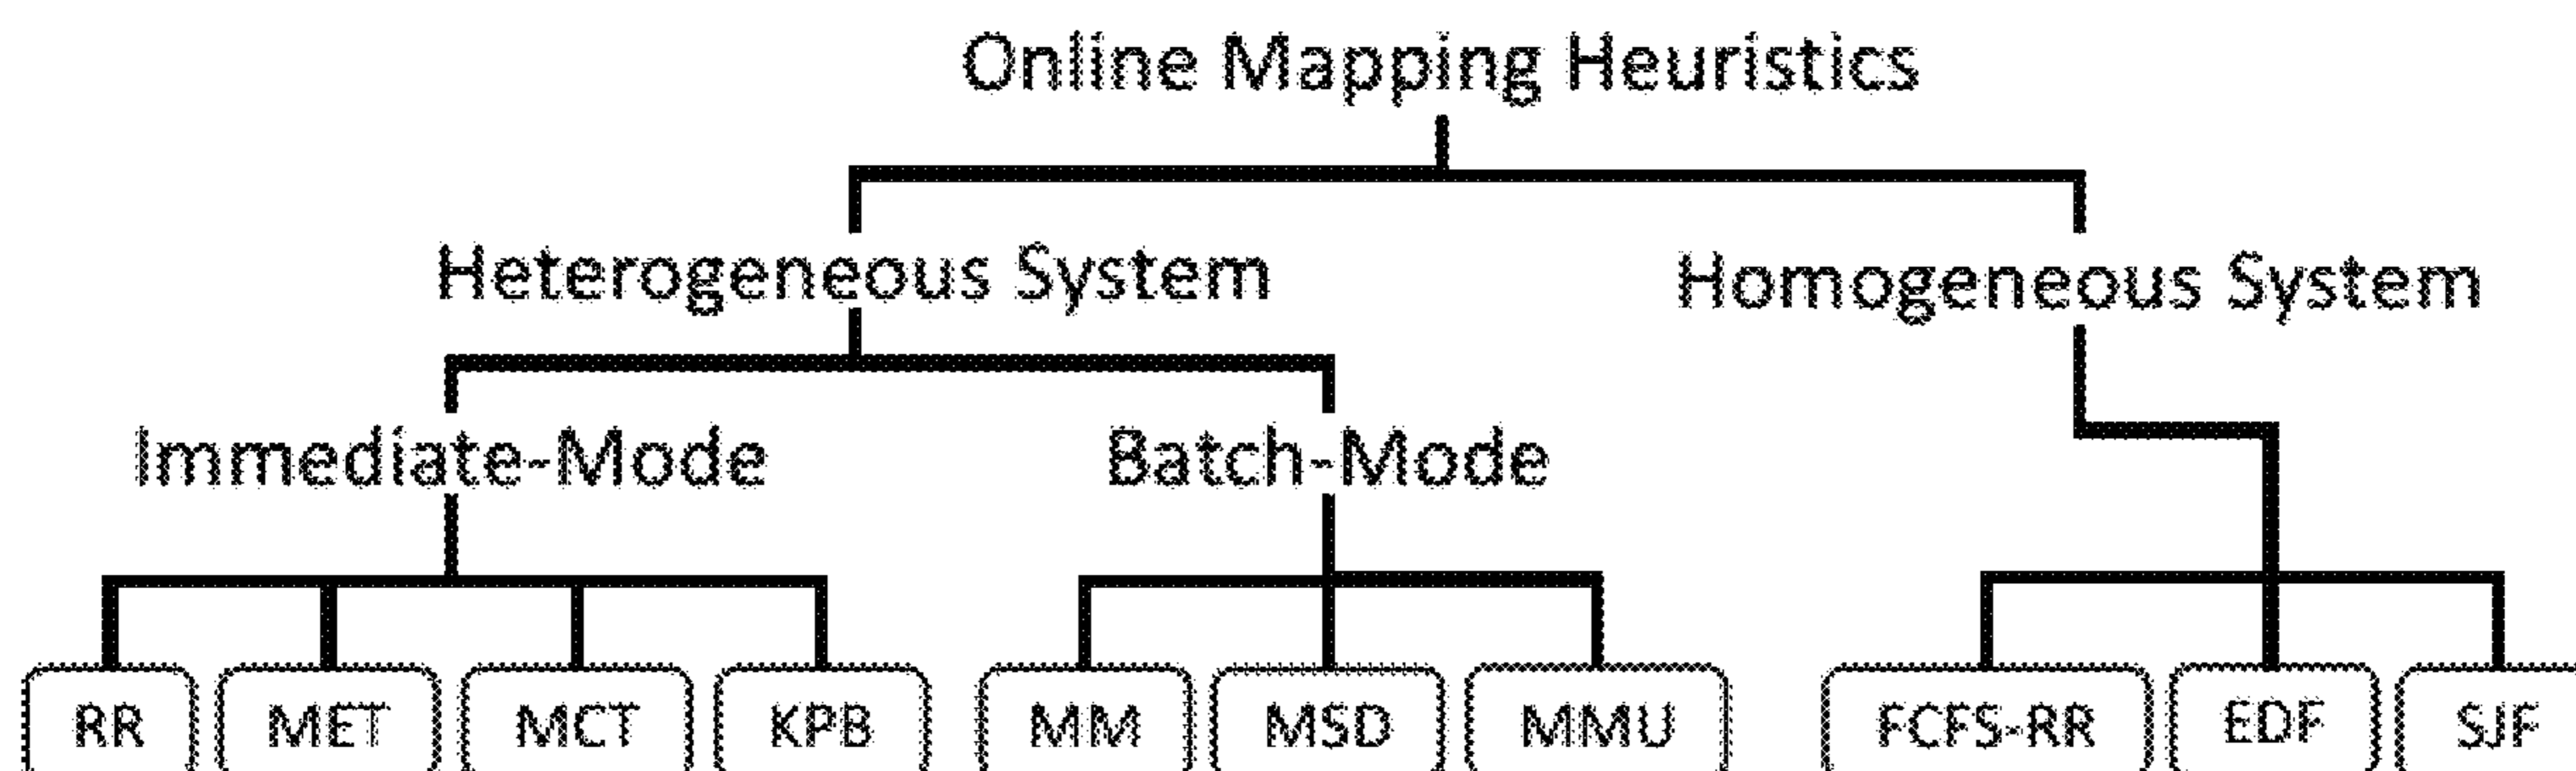 Online Mapping Heuristics
Heterogeneous System
Homogeneous System
Immediate-Mode
Batch-Mode
RR
MET
MCT
KPB
MM
MSD
MMU
FCFS-RR
EDF
SJF